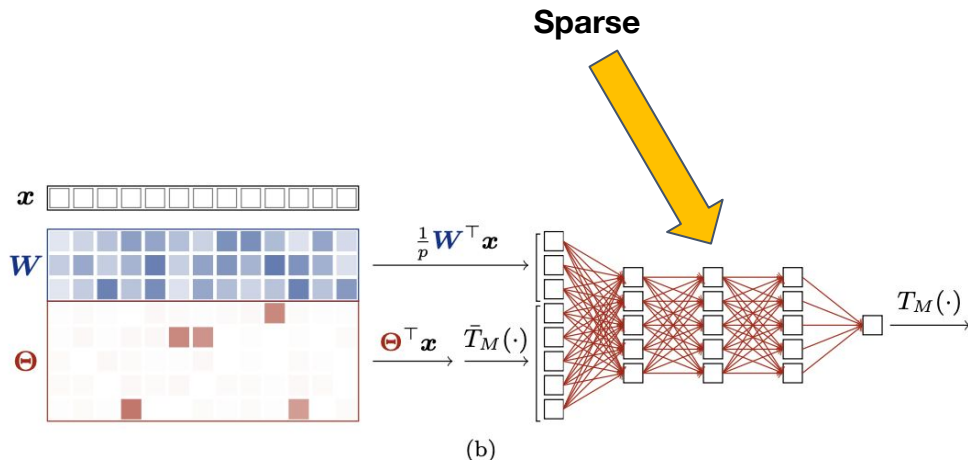 Sparse
x
W
1/p W⊤x
Θ
Θ⊤x
T̄_M(·)
T_M(·)
(b)